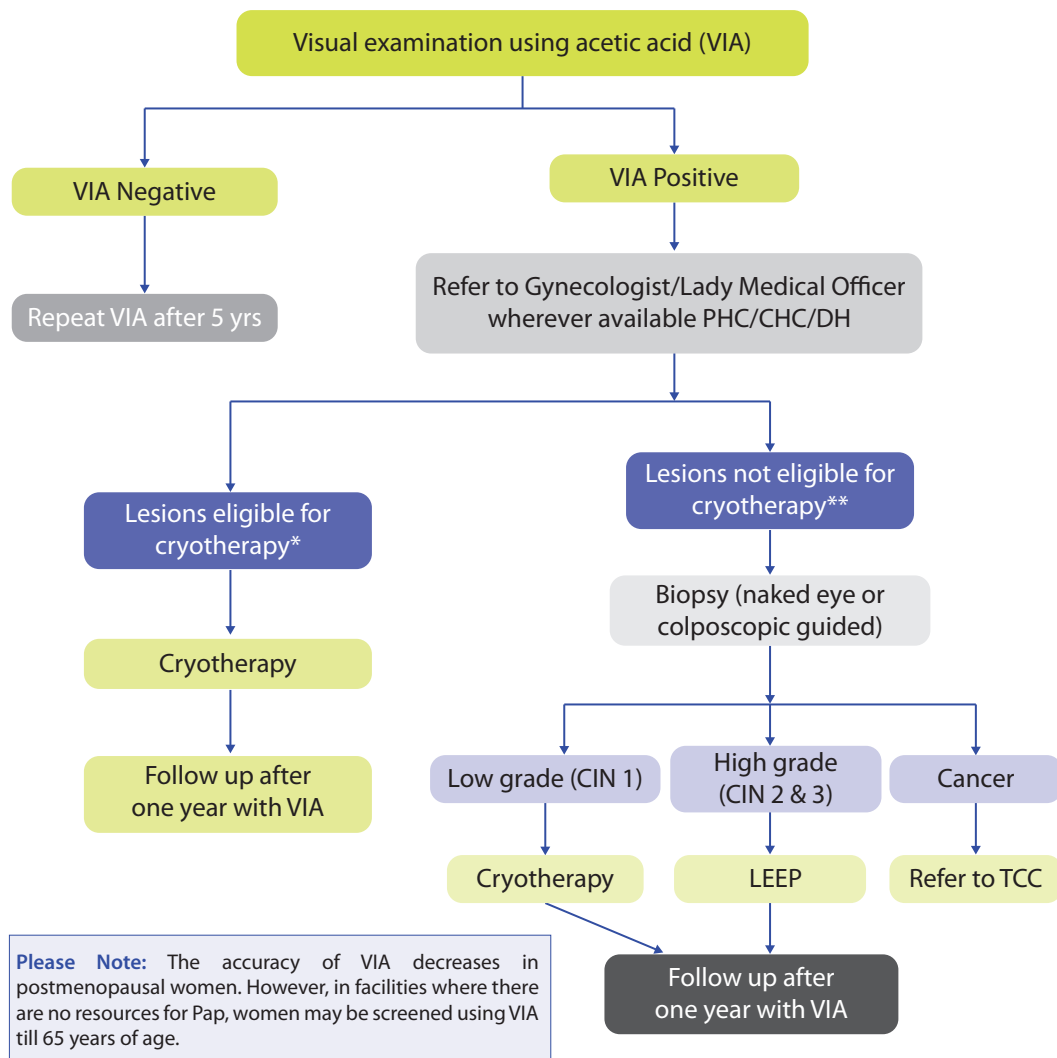 Visual examination using acetic acid (VIA)
VIA Negative
VIA Positive
Repeat VIA after 5 yrs
Refer to Gynecologist/Lady Medical Officer
wherever available PHC/CHC/DH
Lesions eligible for
cryotherapy*
Lesions not eligible for
cryotherapy**
Cryotherapy
Biopsy (naked eye or
colposcopic guided)
Follow up after
one year with VIA
Low grade (CIN 1)
High grade
(CIN 2 & 3)
Cancer
Cryotherapy
LEEP
Refer to TCC
Follow up after
one year with VIA
Please Note: The accuracy of VIA decreases in
postmenopausal women. However, in facilities where there
are no resources for Pap, women may be screened using VIA
till 65 years of age.